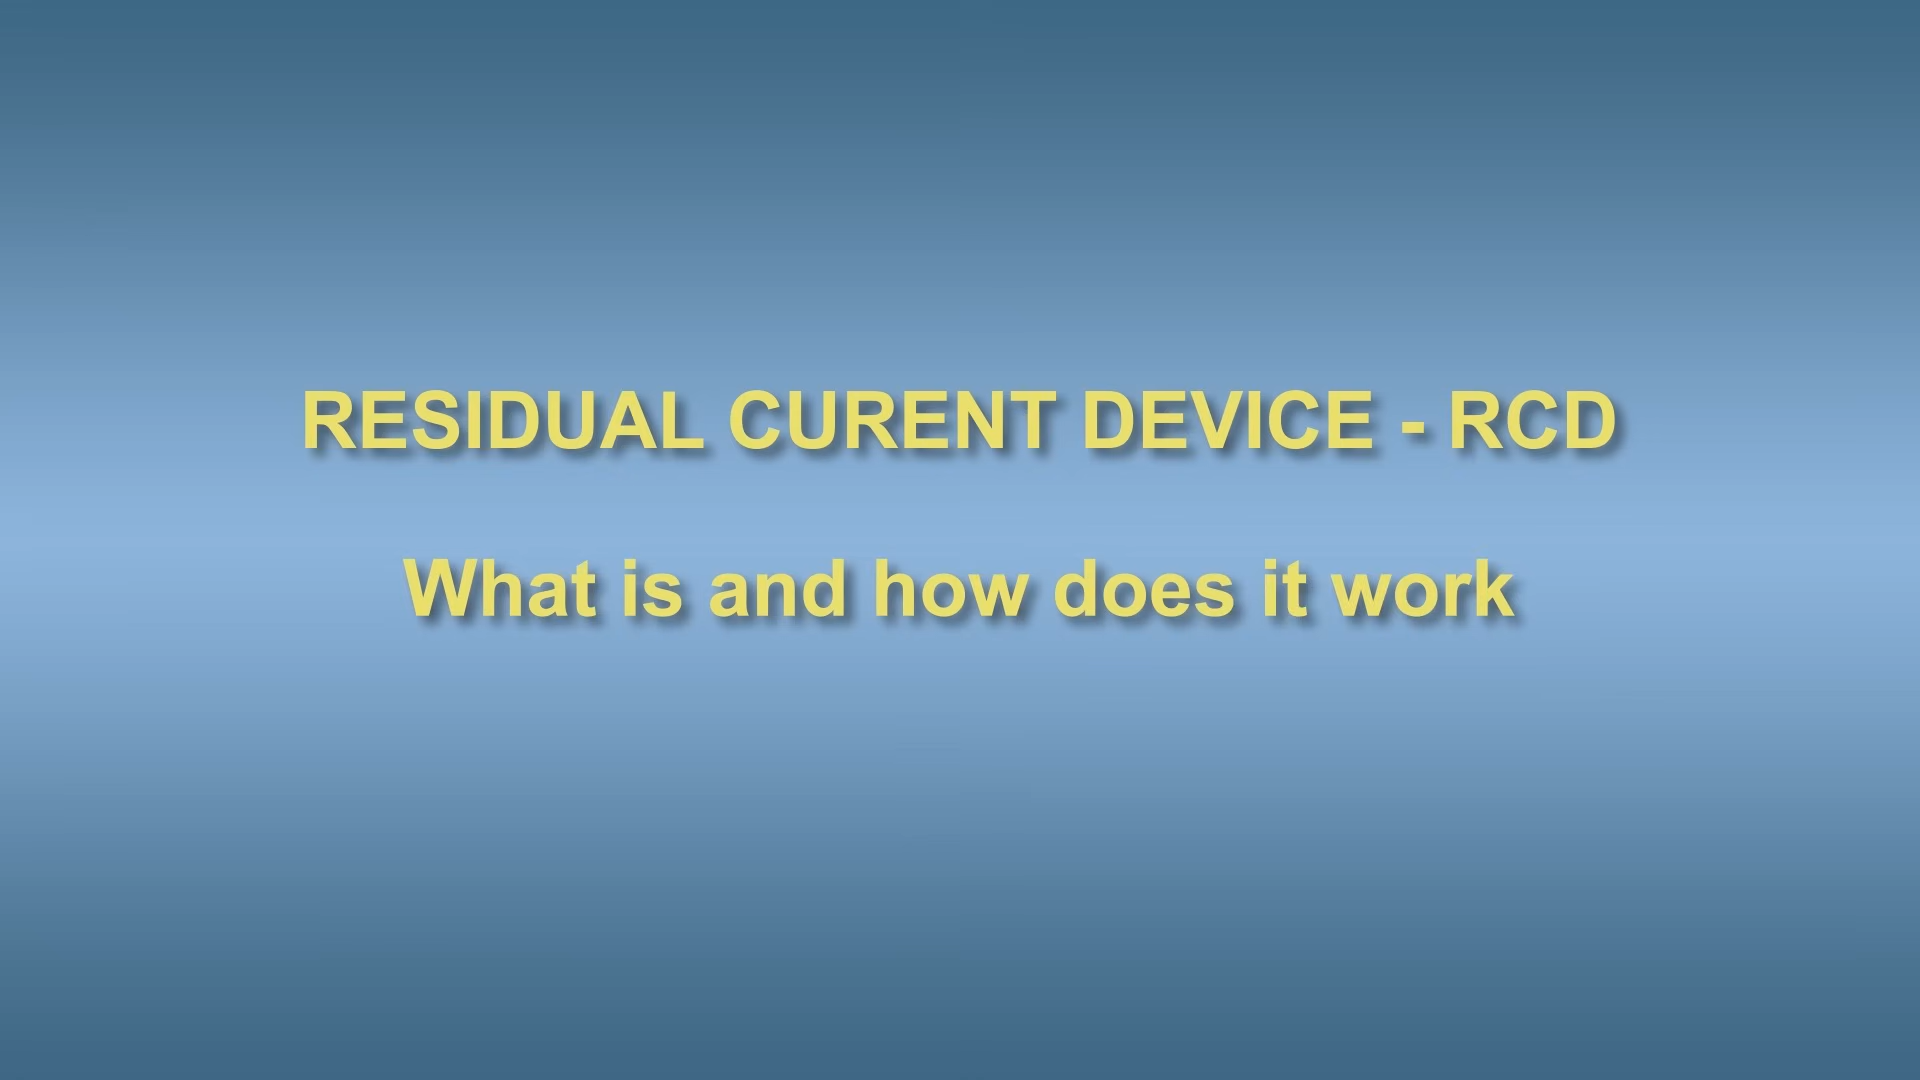 RESIDUAL CURENT DEVICE - RCD
What is and how does it work